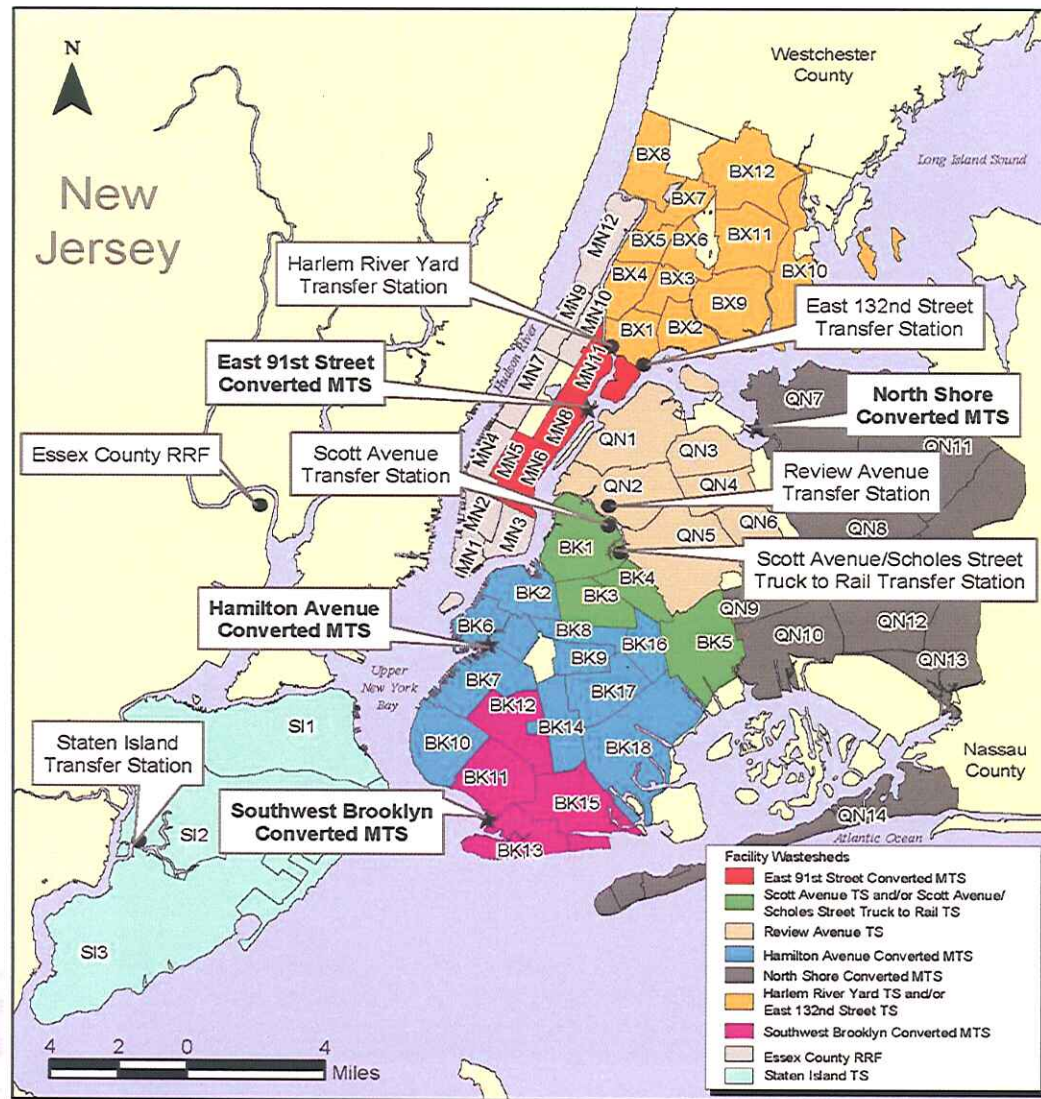 N
New
Jersey
Westchester
County
Long Island Sound
Harlem River Yard
Transfer Station
East 132nd Street
Transfer Station
East 91st Street
Converted MTS
North Shore
Converted MTS
Essex County RRF
Scott Avenue
Transfer Station
Review Avenue
Transfer Station
Scott Avenue/Scholes Street
Truck to Rail Transfer Station
Hamilton Avenue
Converted MTS
Staten Island
Transfer Station
Southwest Brooklyn
Converted MTS
Hudson River
Upper
New York
Bay
Nassau
County
Atlantic Ocean
BX8
BX12
BX7
BX5
BX6
BX11
BX10
BX4
BX3
BX9
BX1
BX2
MN12
MN9
MN10
MN11
MN7
MN8
MN4
MN5
MN6
MN2
MN3
MN1
QN7
QN1
QN3
QN11
QN2
QN4
QN5
QN6
QN8
QN9
QN10
QN12
QN13
QN14
BK1
BK4
BK3
BK2
BK5
BK6
BK8
BK16
BK9
BK7
BK17
BK12
BK14
BK10
BK18
BK11
BK15
BK13
SI1
SI2
SI3
4 2 0 4
Miles
Facility Wastesheds
East 91st Street Converted MTS
Scott Avenue TS and/or Scott Avenue/
Scholes Street Truck to Rail TS
Review Avenue TS
Hamilton Avenue Converted MTS
North Shore Converted MTS
Harlem River Yard TS and/or
East 132nd Street TS
Southwest Brooklyn Converted MTS
Essex County RRF
Staten Island TS